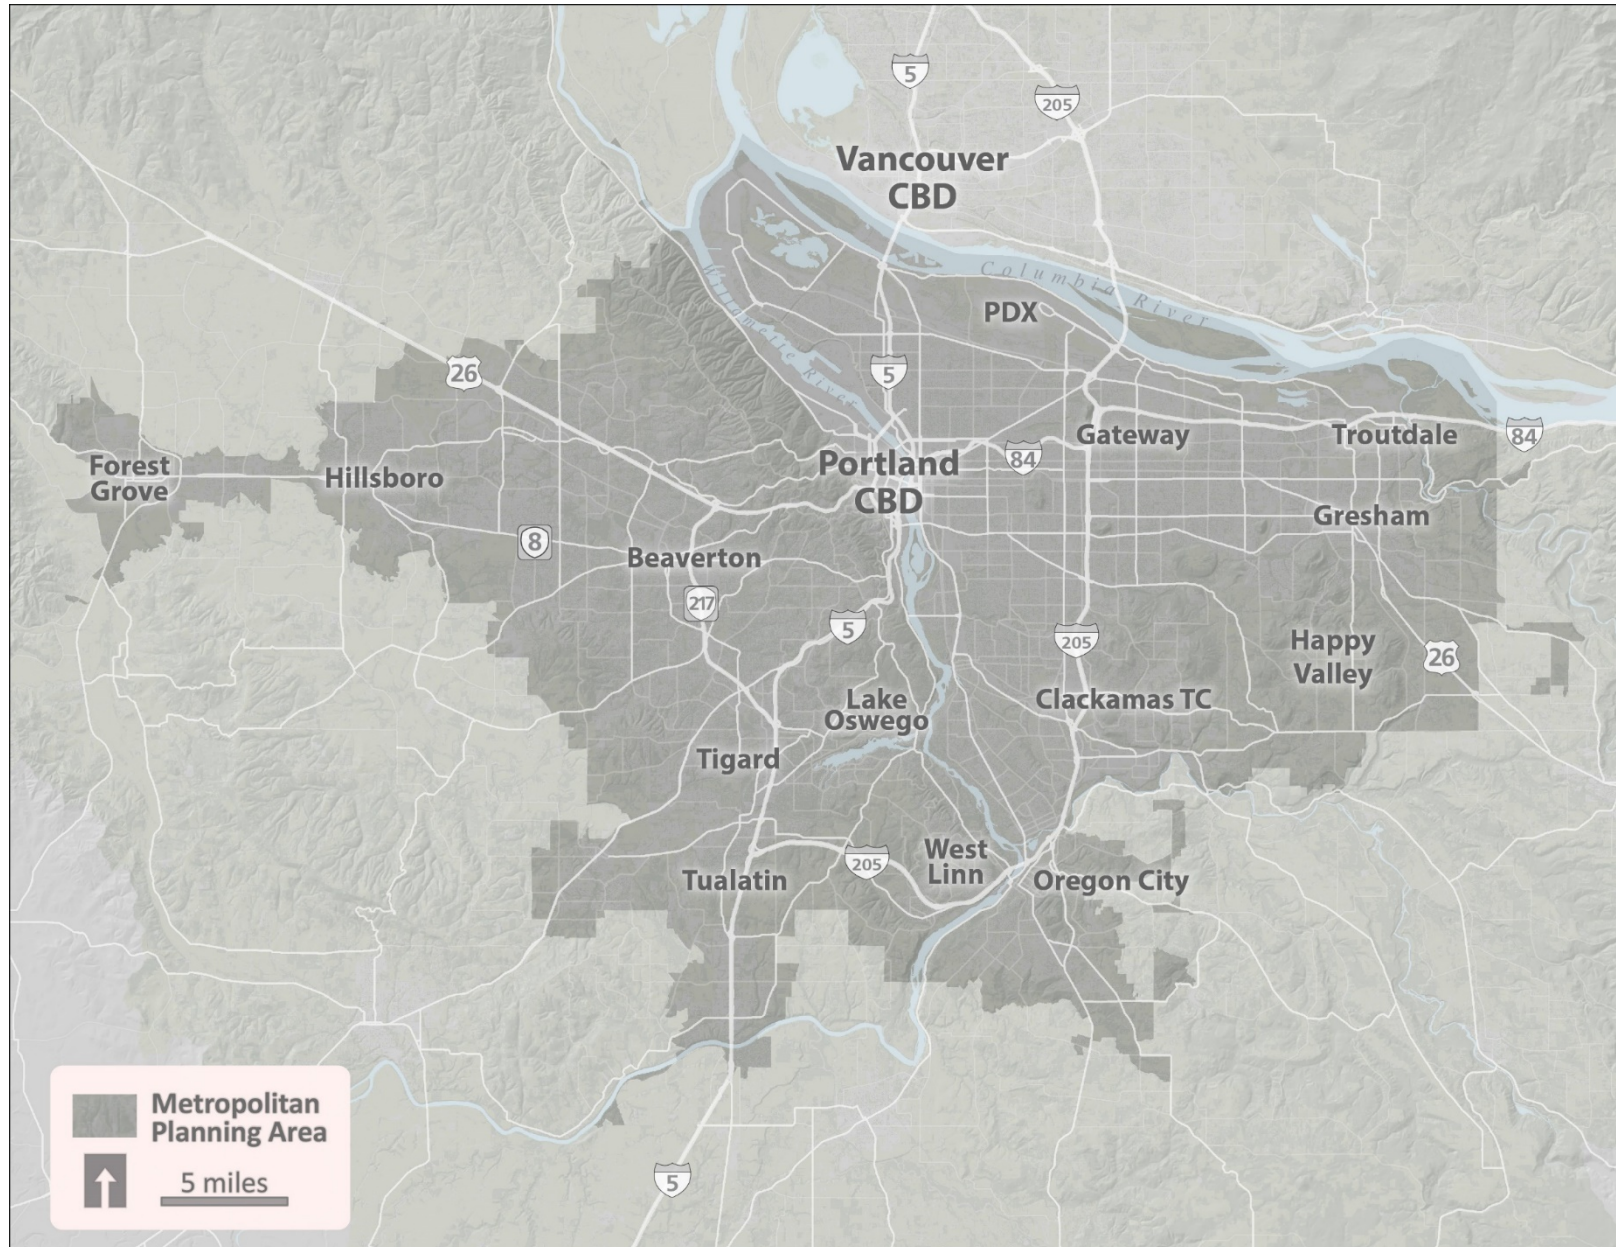 5
205
Vancouver
CBD
Columbia River
PDX
Willamette River
26
5
Gateway
Troutdale
84
84
Portland
CBD
Forest
Grove
Hillsboro
Gresham
8
Beaverton
217
5
205
Happy
Valley
26
Lake
Oswego
Clackamas TC
Tigard
205
West
Linn
Tualatin
Oregon City
Metropolitan
Planning Area
5 miles
5